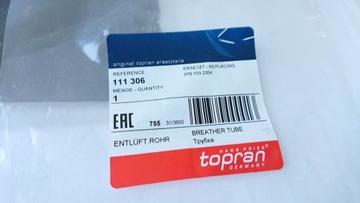 original topran ersatzteile
REFERENCE
111 306
MENGE - QUANTITY
1
ERSETZT - REPLACING
078 103 235K
EAC
755 3113800
ENTLÜFT.ROHR
BREATHER TUBE
Трубка
HANS PRIES
topran
GERMANY